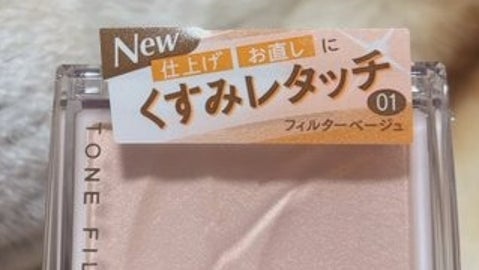 New
仕上げ お直し に
くすみレタッチ
01
フィルターベージュ
TONE FIL